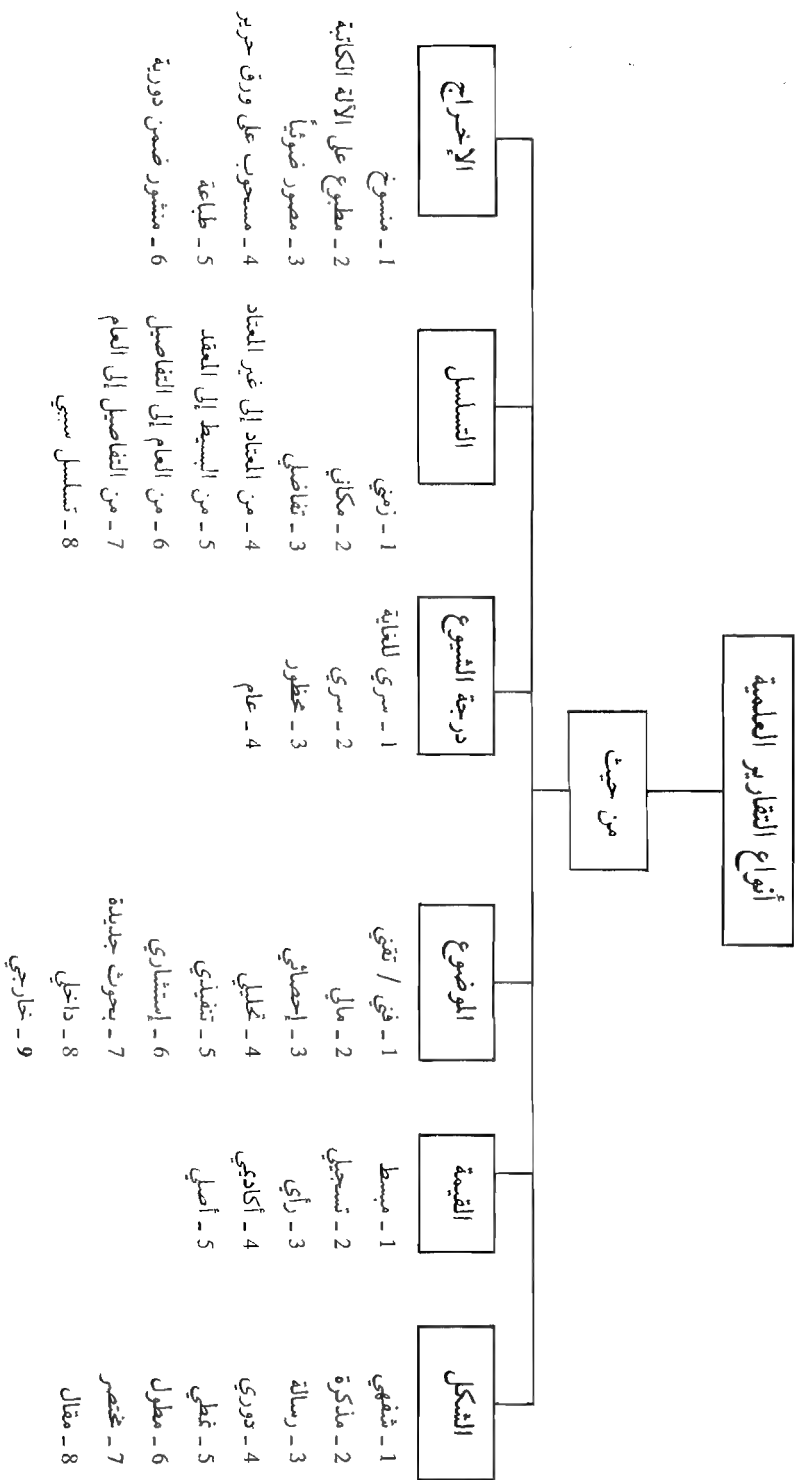 أنواع التقارير العلمية
من حيث
الشكل
1 - شفهي
2 - مذكرة
3 - رسالة
4 - دوري
5 - نمطي
6 - مطول
7 - مختصر
8 - مقال
القيمة
1 - مبسط
2 - تسجيلي
3 - رأي
4 - أكاديمي
5 - أصلي
الموضوع
1 - فني / تقني
2 - مالي
3 - إحصائي
4 - تحليلي
5 - تنفيذي
6 - إستشاري
7 - بحوث جديدة
8 - داخلي
9 - خارجي
درجة الشيوع
1 - سري للغاية
2 - سري
3 - محظور
4 - عام
التسلسل
1 - زمني
2 - مكاني
3 - تفاضلي
4 - من المعتاد إلى غير المعتاد
5 - من البسيط إلى المعقد
6 - من العام إلى التفاصيل
7 - من التفاصيل إلى العام
8 - تسلسل سببي
الإخراج
1 - منسوخ
2 - مطبوع على الآلة الكاتبة
3 - مصور ضوئياً
4 - مسحوب على ورق حرير
5 - طباعة
6 - منشور ضمن دورية